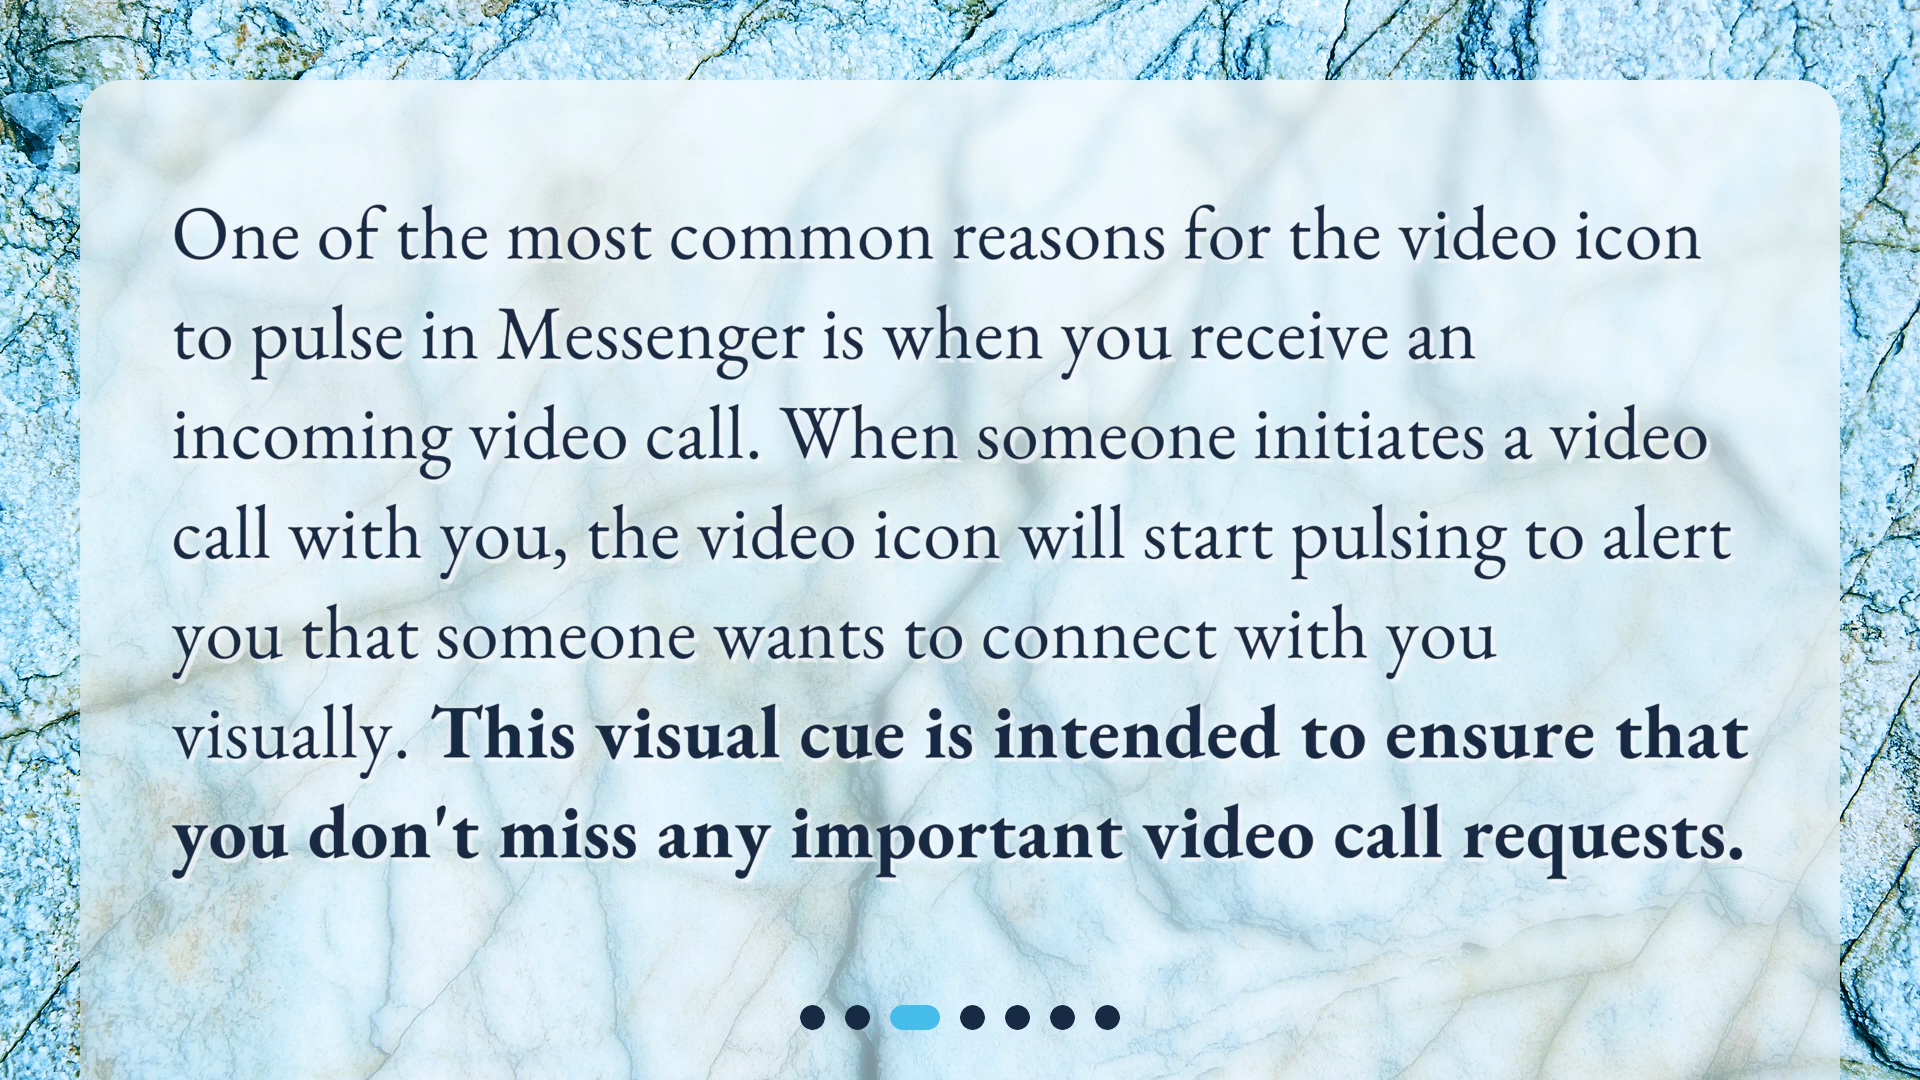 One of the most common reasons for the video icon
to pulse in Messenger is when you receive an
incoming video call. When someone initiates a video
call with you, the video icon will start pulsing to alert
you that someone wants to connect with you
visually. This visual cue is intended to ensure that
you don't miss any important video call requests.